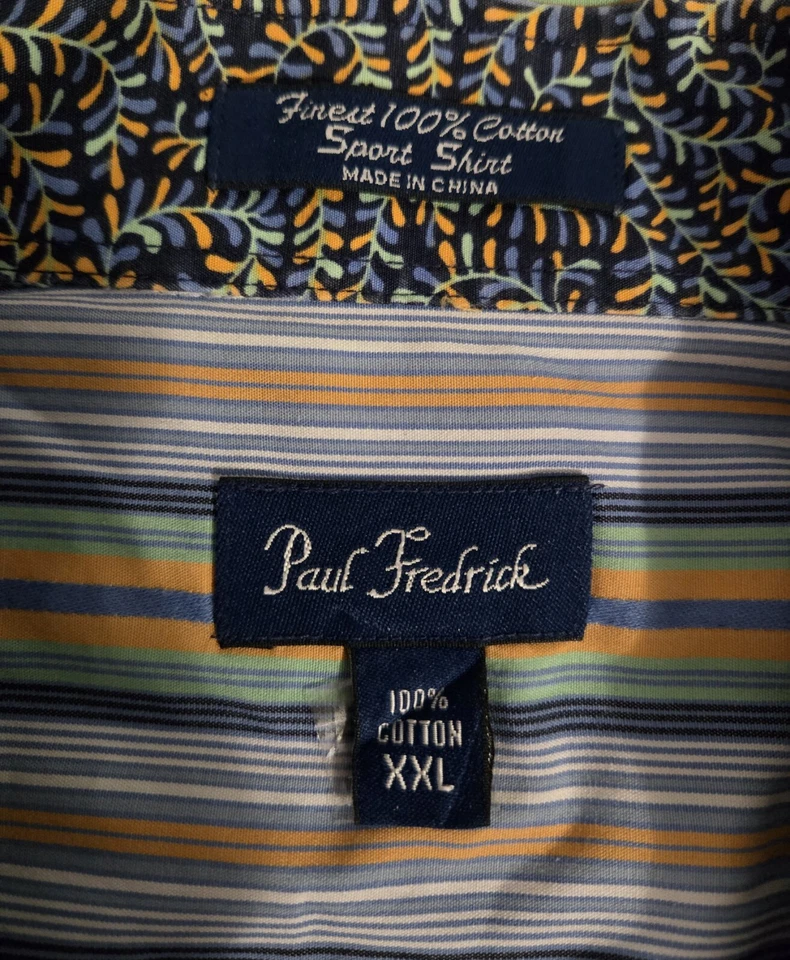 Finest 100% Cotton
Sport Shirt
MADE IN CHINA
Paul Fredrick
100%
COTTON
XXL